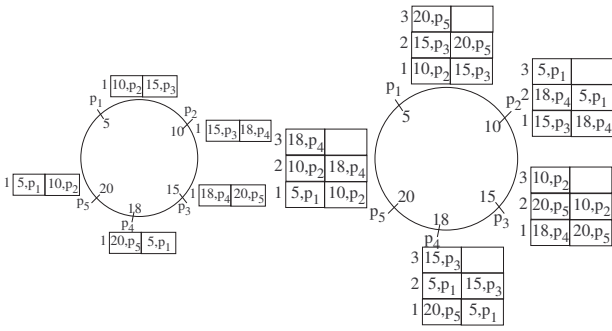 1 10,p2 15,p3
p1
5
p2
10
1 15,p3 18,p4
15
p3
1 18,p4 20,p5
18
p4
1 20,p5 5,p1
20
p5
1 5,p1 10,p2
3 20,p5
2 15,p3 20,p5
1 10,p2 15,p3
p1
5
3 5,p1
2 18,p4 5,p1
1 15,p3 18,p4
p2
10
3 10,p2
2 20,p5 10,p2
1 18,p4 20,p5
15
p3
3 18,p4
2 10,p2 18,p4
1 5,p1 10,p2
20
p5
18
p4
3 15,p3
2 5,p1 15,p3
1 20,p5 5,p1